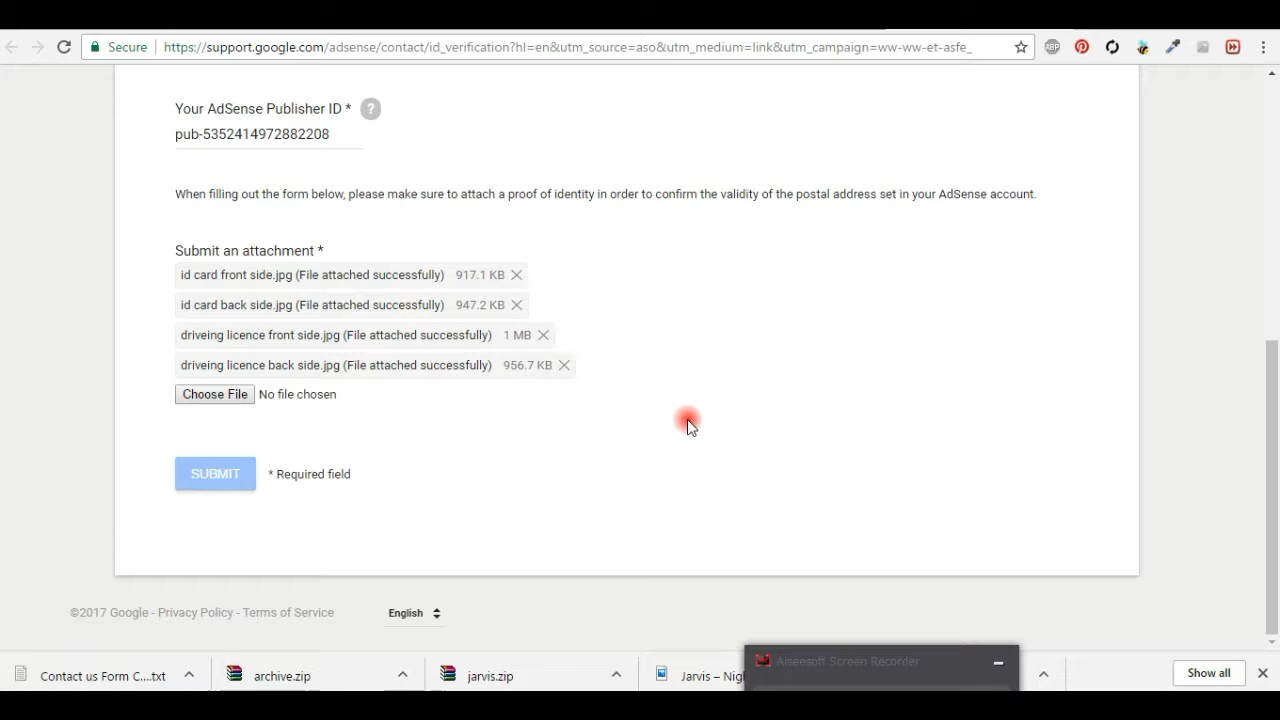 Secure
https://support.google.com/adsense/contact/id_verification?hl=en&utm_source=aso&utm_medium=link&utm_campaign=ww-ww-et-asfe_
ABP
Your AdSense Publisher ID * ?
pub-5352414972882208
When filling out the form below, please make sure to attach a proof of identity in order to confirm the validity of the postal address set in your AdSense account.
Submit an attachment *
id card front side.jpg (File attached successfully) 917.1 KB
id card back side.jpg (File attached successfully) 947.2 KB
driveing licence front side.jpg (File attached successfully) 1 MB
driveing licence back side.jpg (File attached successfully) 956.7 KB
Choose File No file chosen
SUBMIT * Required field
©2017 Google - Privacy Policy - Terms of Service English
Aiseesoft Screen Recorder
Contact us Form C....txt archive.zip jarvis.zip Jarvis – Nigh Show all